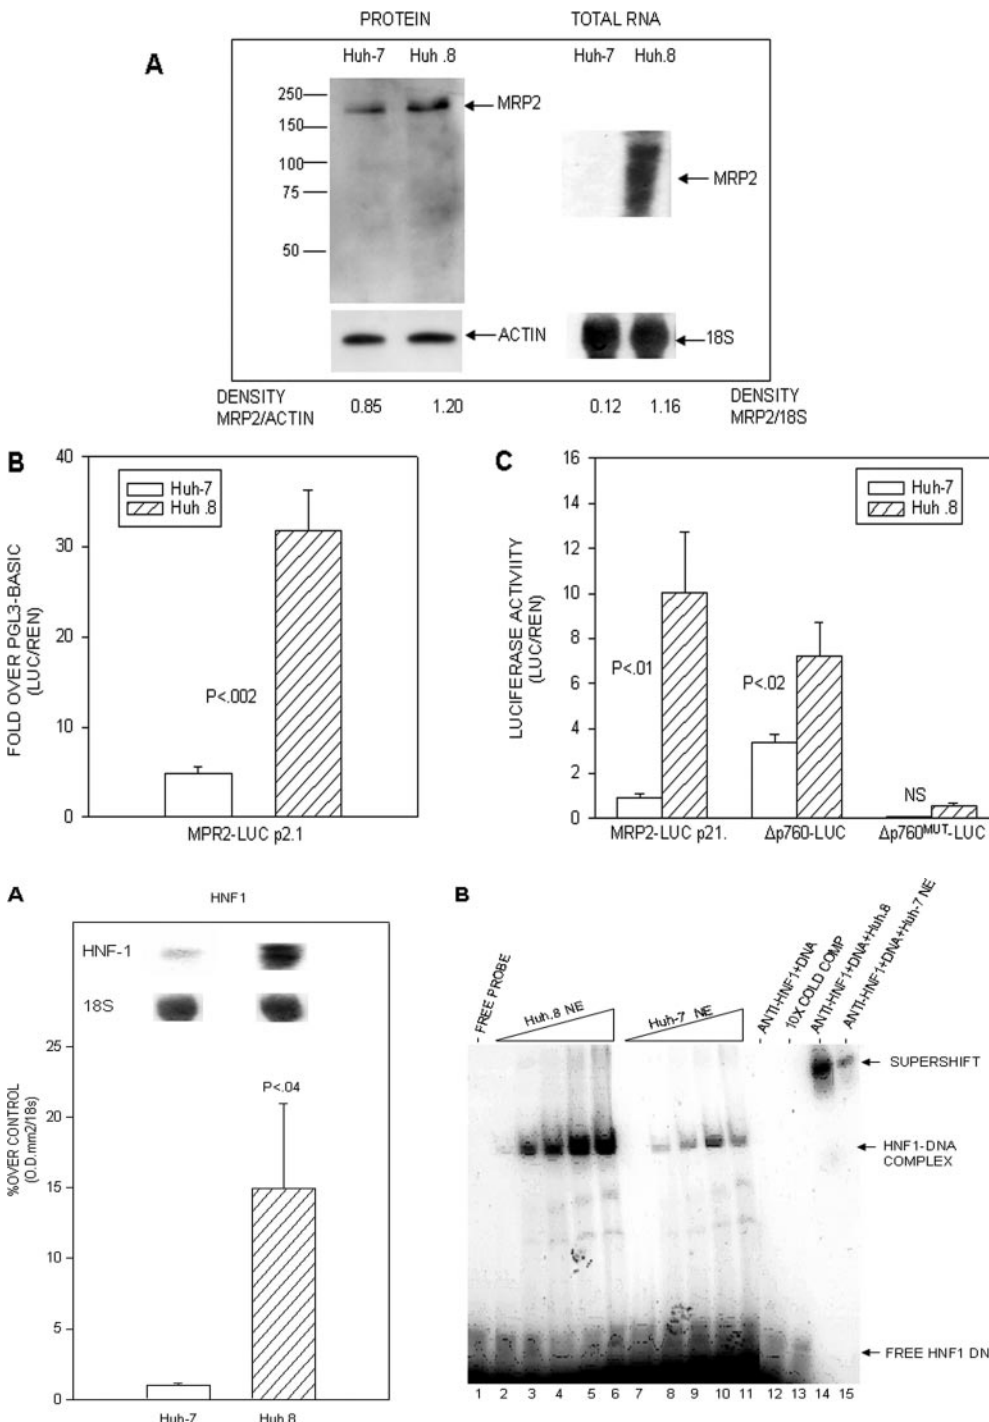 PROTEIN TOTAL RNA
A
Huh-7 Huh .8 Huh-7 Huh.8
250
MRP2
150
100
MRP2
75
50
ACTIN
18S
DENSITY
MRP2/ACTIN
0.85 1.20 0.12 1.16
DENSITY
MRP2/18S
B
40
30
20
10
0
FOLD OVER PGL3-BASIC
(LUC/REN)
Huh-7
Huh .8
P<.002
MPR2-LUC p2.1
C
16
14
12
10
8
6
4
2
0
LUCIFERASE ACTIVIITY
(LUC/REN)
Huh-7
Huh .8
P<.01
P<.02
NS
MRP2-LUC p21. Δp760-LUC Δp760MUT-LUC
A
HNF1
HNF-1
18S
25
20
15
10
5
0
%OVER CONTROL
(O.D.mm2/18s)
P<.04
Huh-7 Huh.8
B
- FREE PROBE
Huh.8 NE
Huh-7 NE
- ANTI-HNF1+DNA
- 10X COLD COMP
- ANTI-HNF1+DNA+Huh.8
- ANTI-HNF1+DNA+Huh-7 NE
SUPERSHIFT
HNF1-DNA
COMPLEX
FREE HNF1 DN
1 2 3 4 5 6 7 8 9 10 11 12 13 14 15